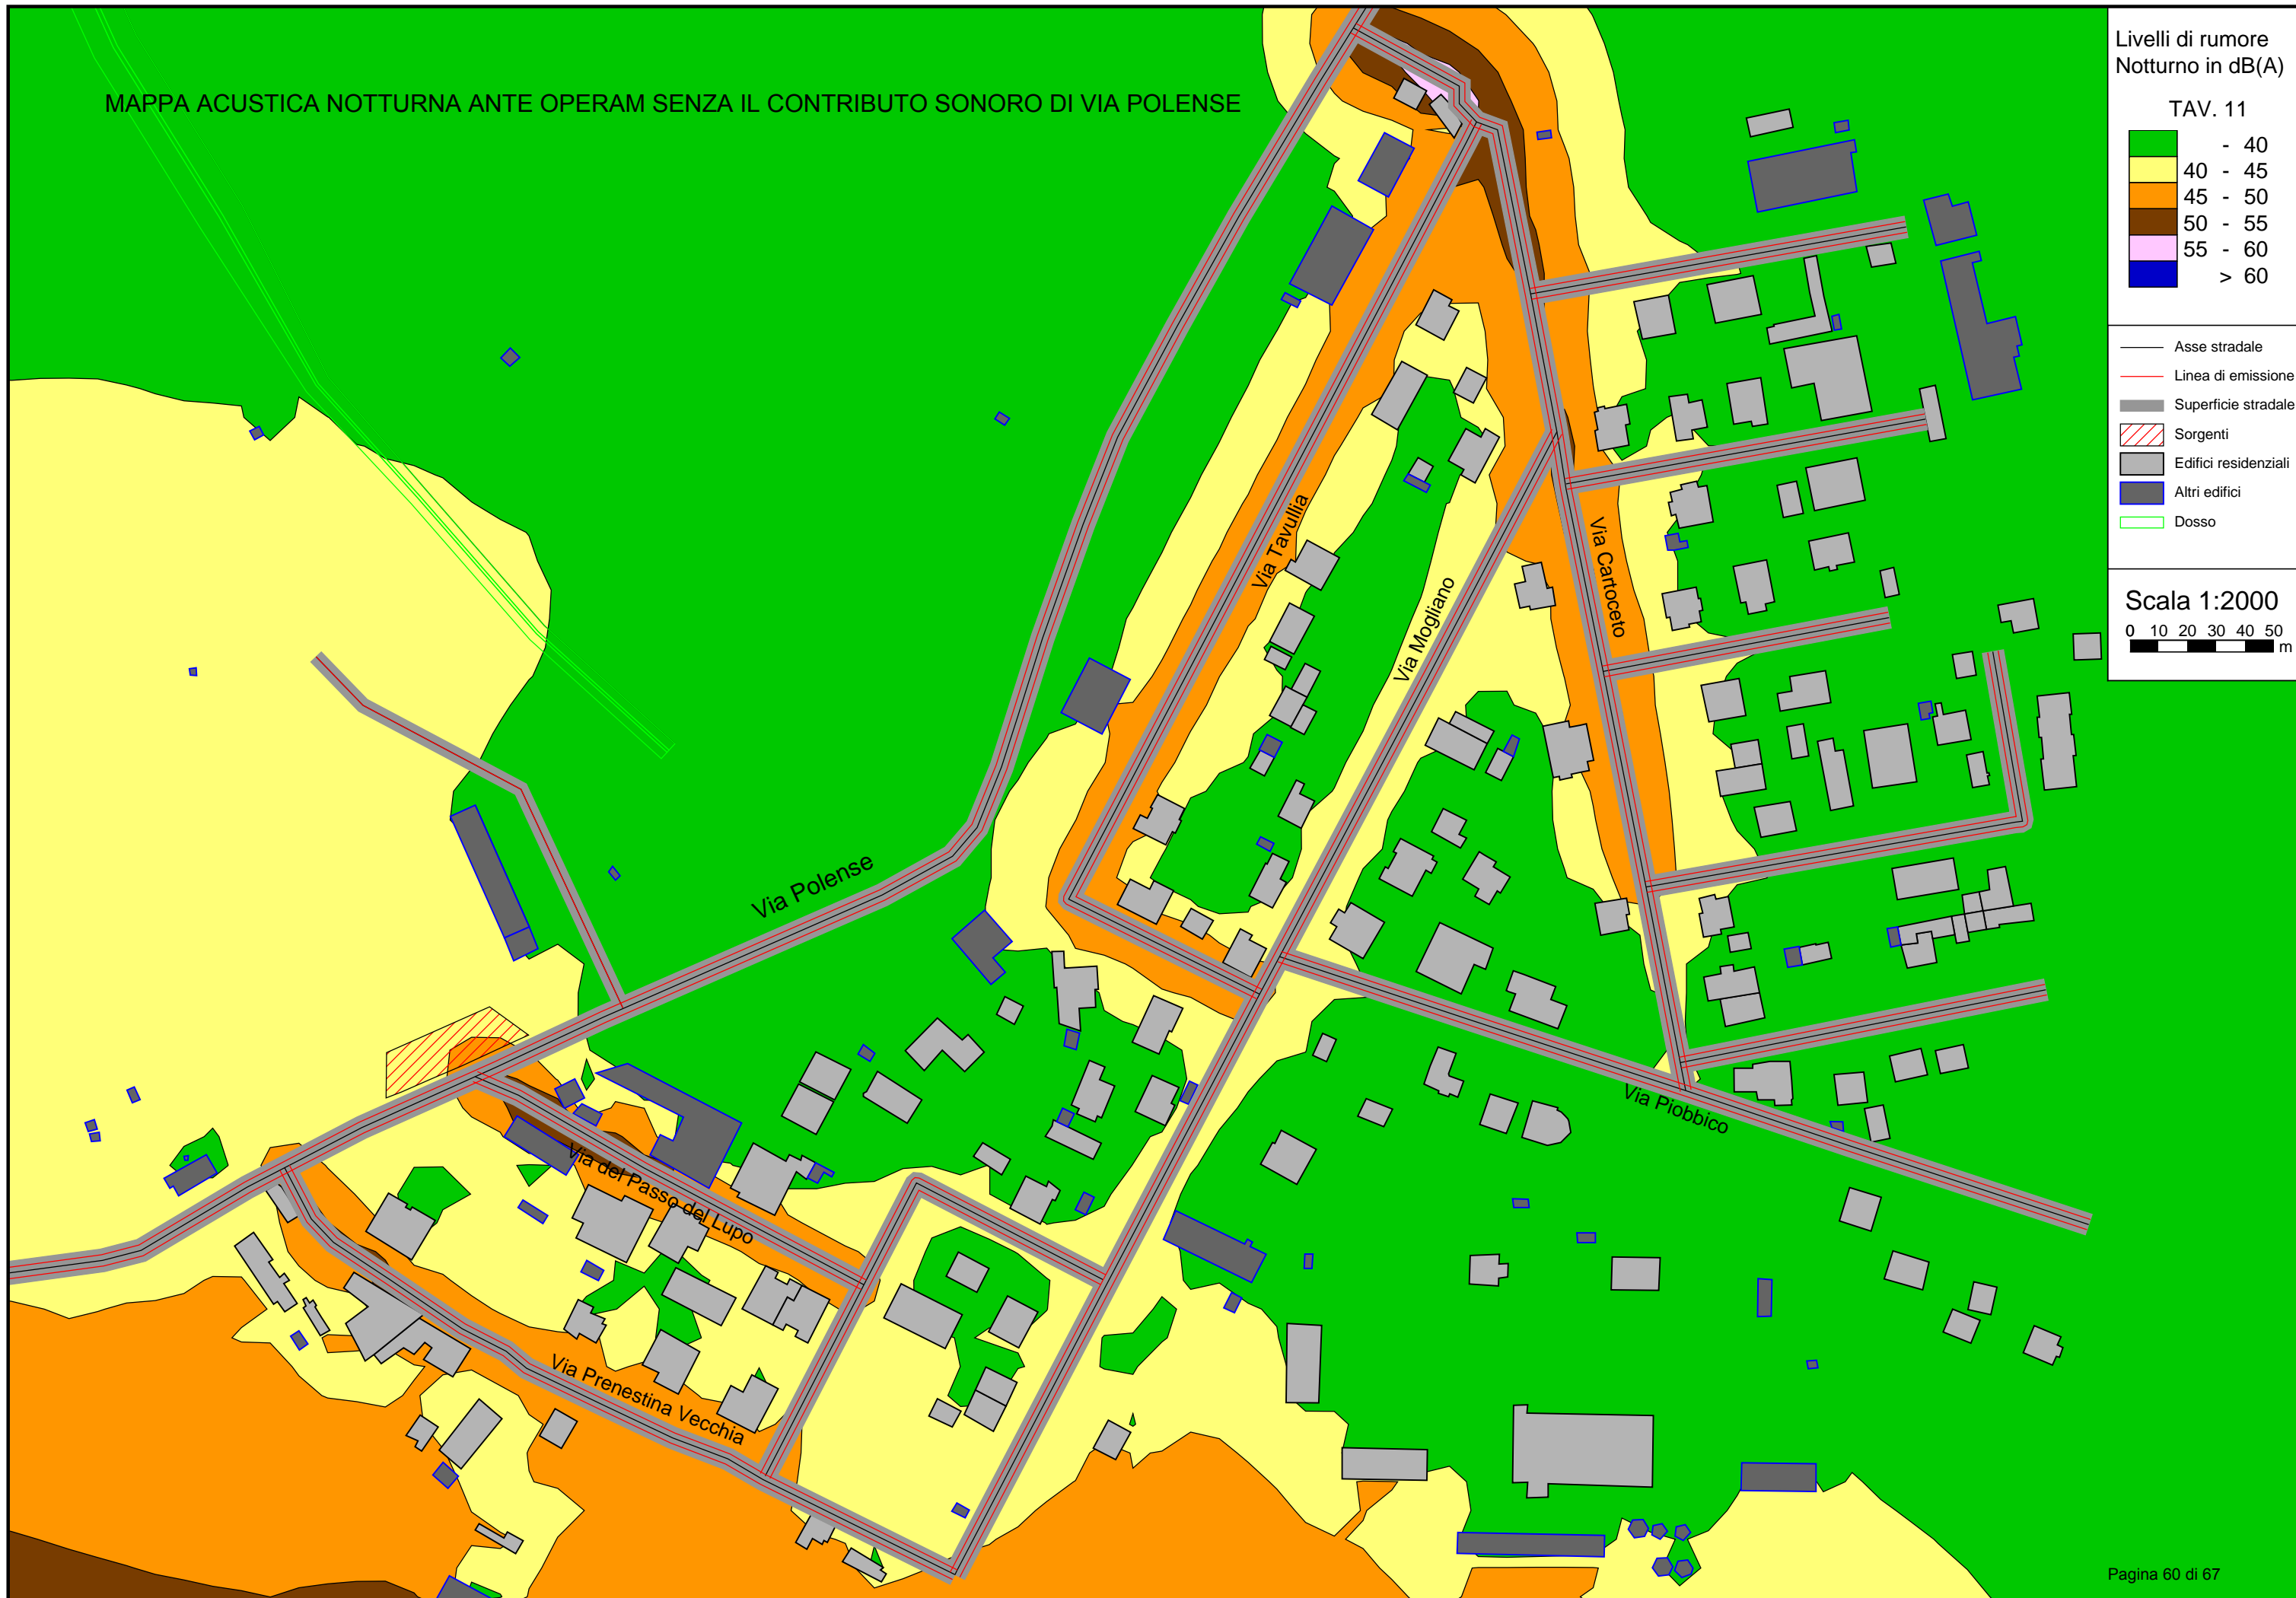 MAPPA ACUSTICA NOTTURNA ANTE OPERAM SENZA IL CONTRIBUTO SONORO DI VIA POLENSE
Livelli di rumore
Notturno in dB(A)
TAV. 11
- 40
40 - 45
45 - 50
50 - 55
55 - 60
> 60
Asse stradale
Linea di emissione
Superficie stradale
Sorgenti
Edifici residenziali
Altri edifici
Dosso
Scala 1:2000
0 10 20 30 40 50
m
Via Tavullia
Via Cartoceto
Via Mogliano
Via Polense
Via Piobbico
Via del Passo del Lupo
Via Prenestina Vecchia
Pagina 60 di 67